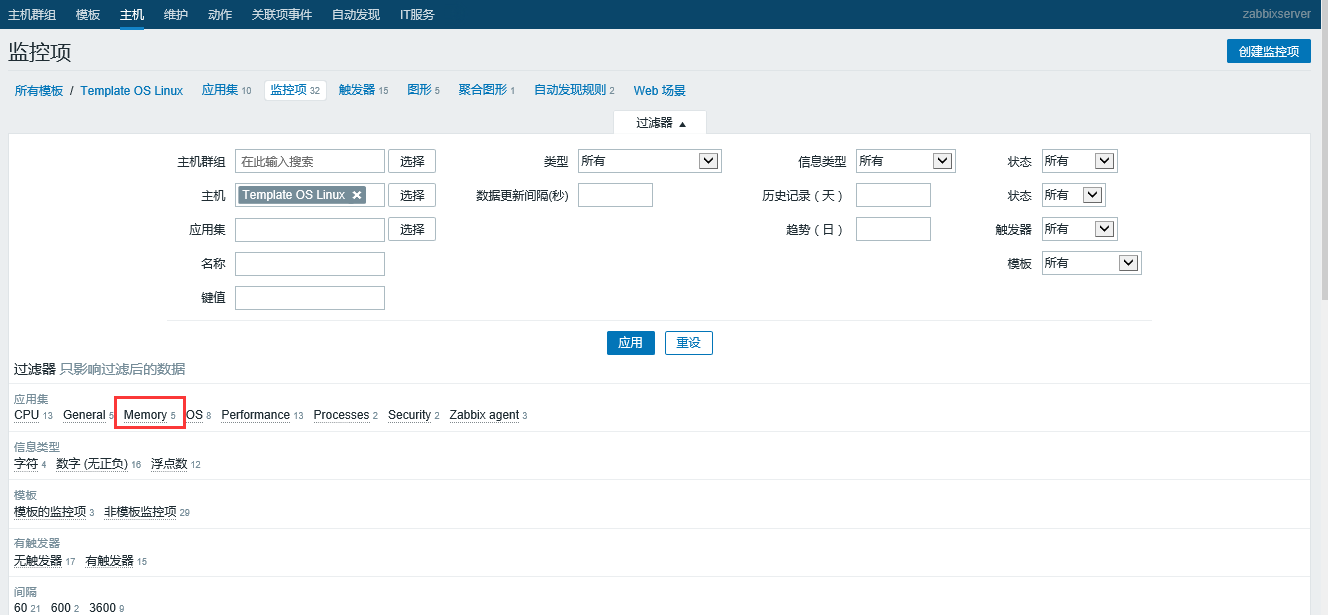 主机群组 模板 主机 维护 动作 关联项事件 自动发现 IT服务 zabbixserver
监控项 创建监控项
所有模板 / Template OS Linux 应用集 10 监控项 32 触发器 15 图形 5 聚合图形 1 自动发现规则 2 Web 场景
过滤器 ▲
主机群组 在此输入搜索 选择 类型 所有 信息类型 所有 状态 所有
主机 Template OS Linux × 选择 数据更新间隔(秒) 历史记录（天） 状态 所有
应用集 选择 趋势（日） 触发器 所有
名称 模板 所有
键值
应用 重设
过滤器 只影响过滤后的数据
应用集
CPU 13 General 5 Memory 5 OS 8 Performance 13 Processes 2 Security 2 Zabbix agent 3
信息类型
字符 4 数字 (无正负) 16 浮点数 12
模板
模板的监控项 3 非模板监控项 29
有触发器
无触发器 17 有触发器 15
间隔
60 21 600 2 3600 9